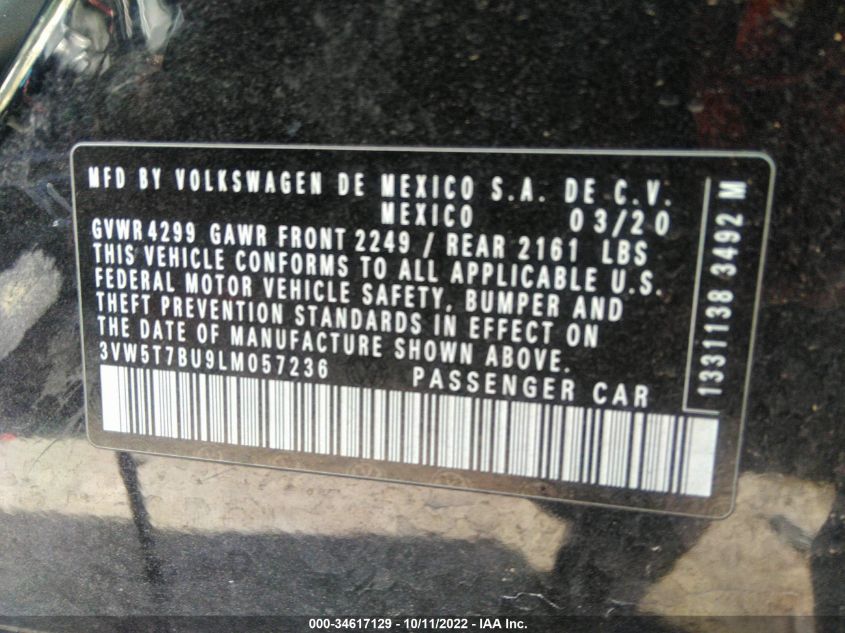 MFD BY VOLKSWAGEN DE MEXICO S.A. DE C.V.
MEXICO 03/20
GVWR 4299 GAWR FRONT 2249 / REAR 2161 LBS
THIS VEHICLE CONFORMS TO ALL APPLICABLE U.S.
FEDERAL MOTOR VEHICLE SAFETY, BUMPER AND
THEFT PREVENTION STANDARDS IN EFFECT ON
THE DATE OF MANUFACTURE SHOWN ABOVE.
3VW5T7BU9LM057236 PASSENGER CAR
1331138 3492 M
000-34617129 - 10/11/2022 - IAA Inc.